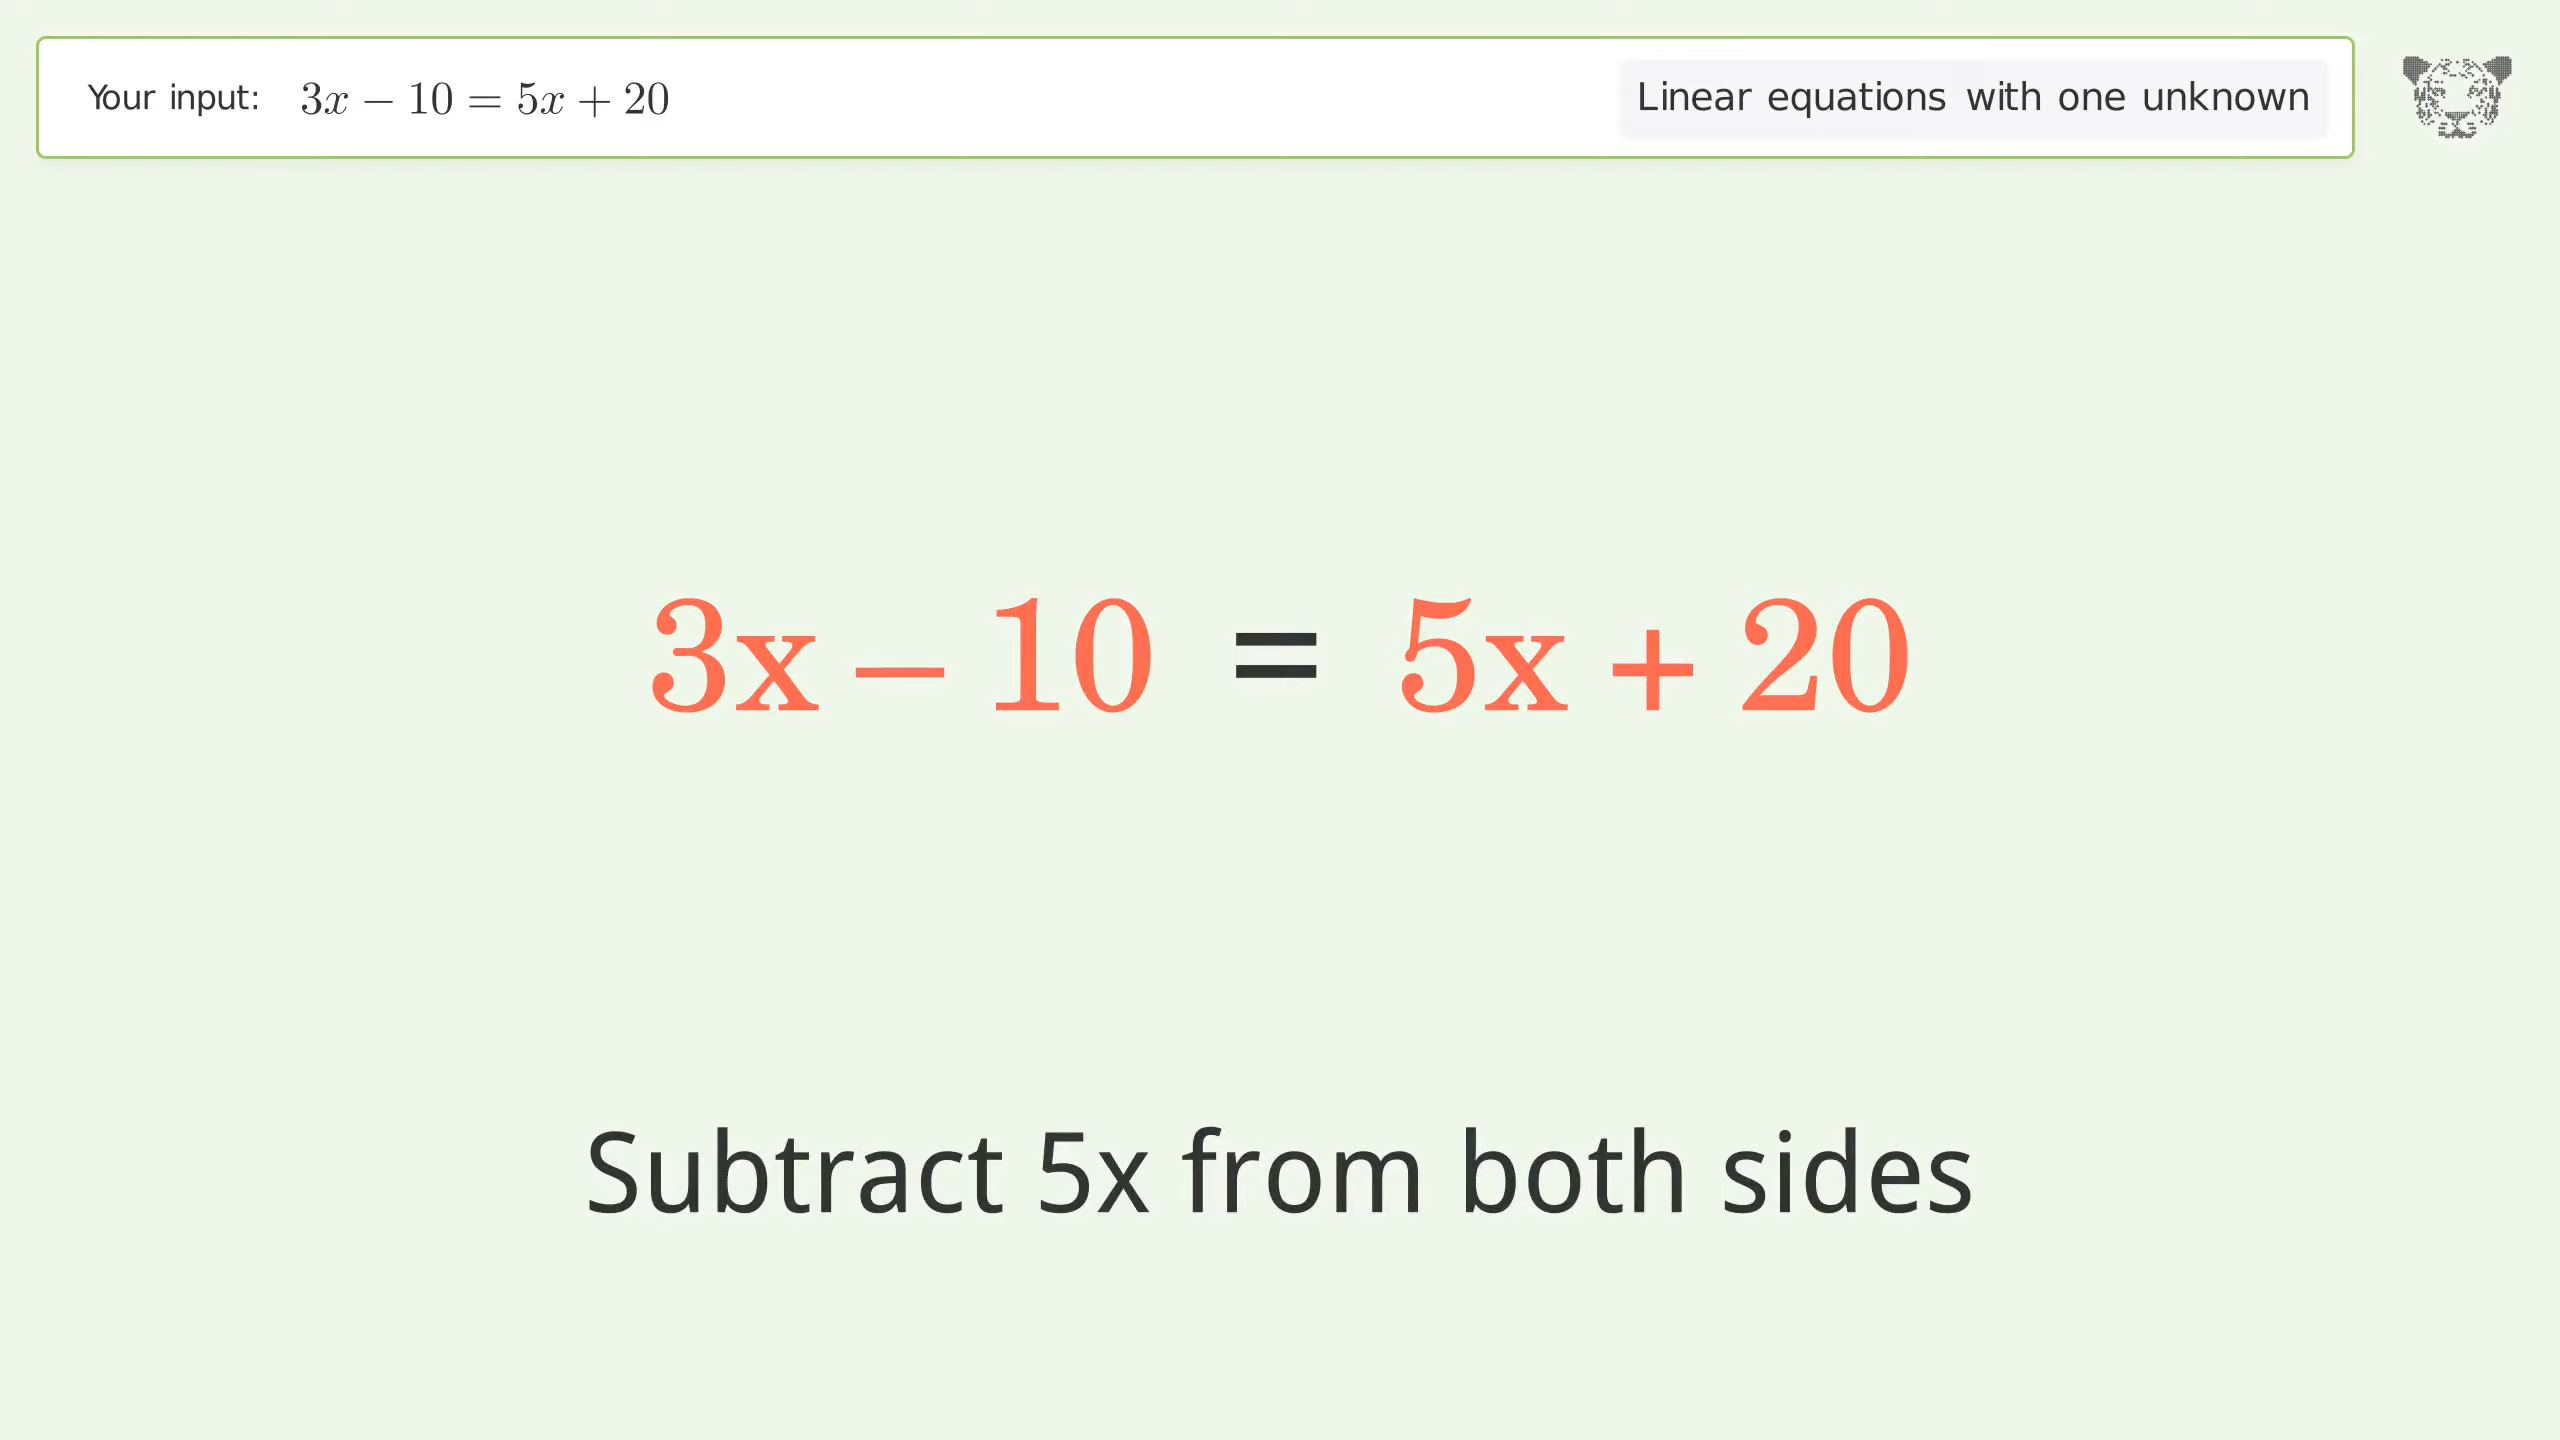 Your input: 3x − 10 = 5x + 20 Linear equations with one unknown
3x – 10 = 5x + 20
Subtract 5x from both sides